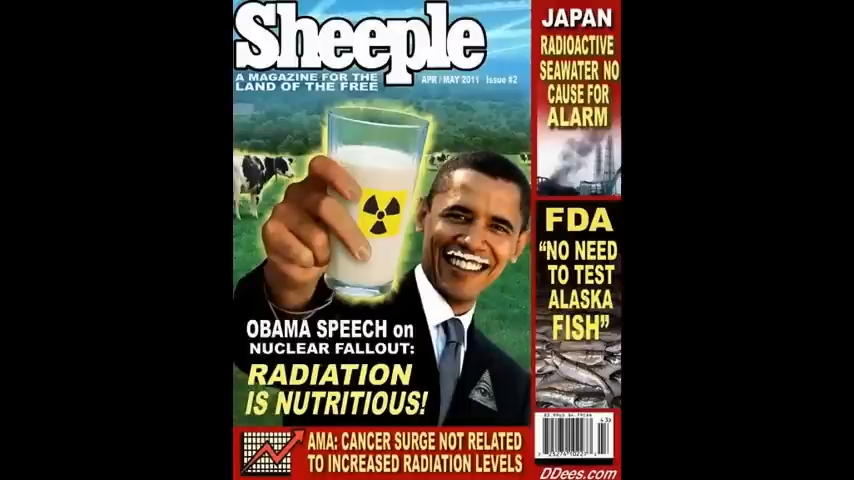 Sheeple
A MAGAZINE FOR THE
LAND OF THE FREE
APR / MAY 2011 Issue #2
OBAMA SPEECH on
NUCLEAR FALLOUT:
RADIATION
IS NUTRITIOUS!
AMA: CANCER SURGE NOT RELATED
TO INCREASED RADIATION LEVELS
JAPAN
RADIOACTIVE
SEAWATER NO
CAUSE FOR
ALARM
FDA
“NO NEED
TO TEST
ALASKA
FISH”
DDees.com